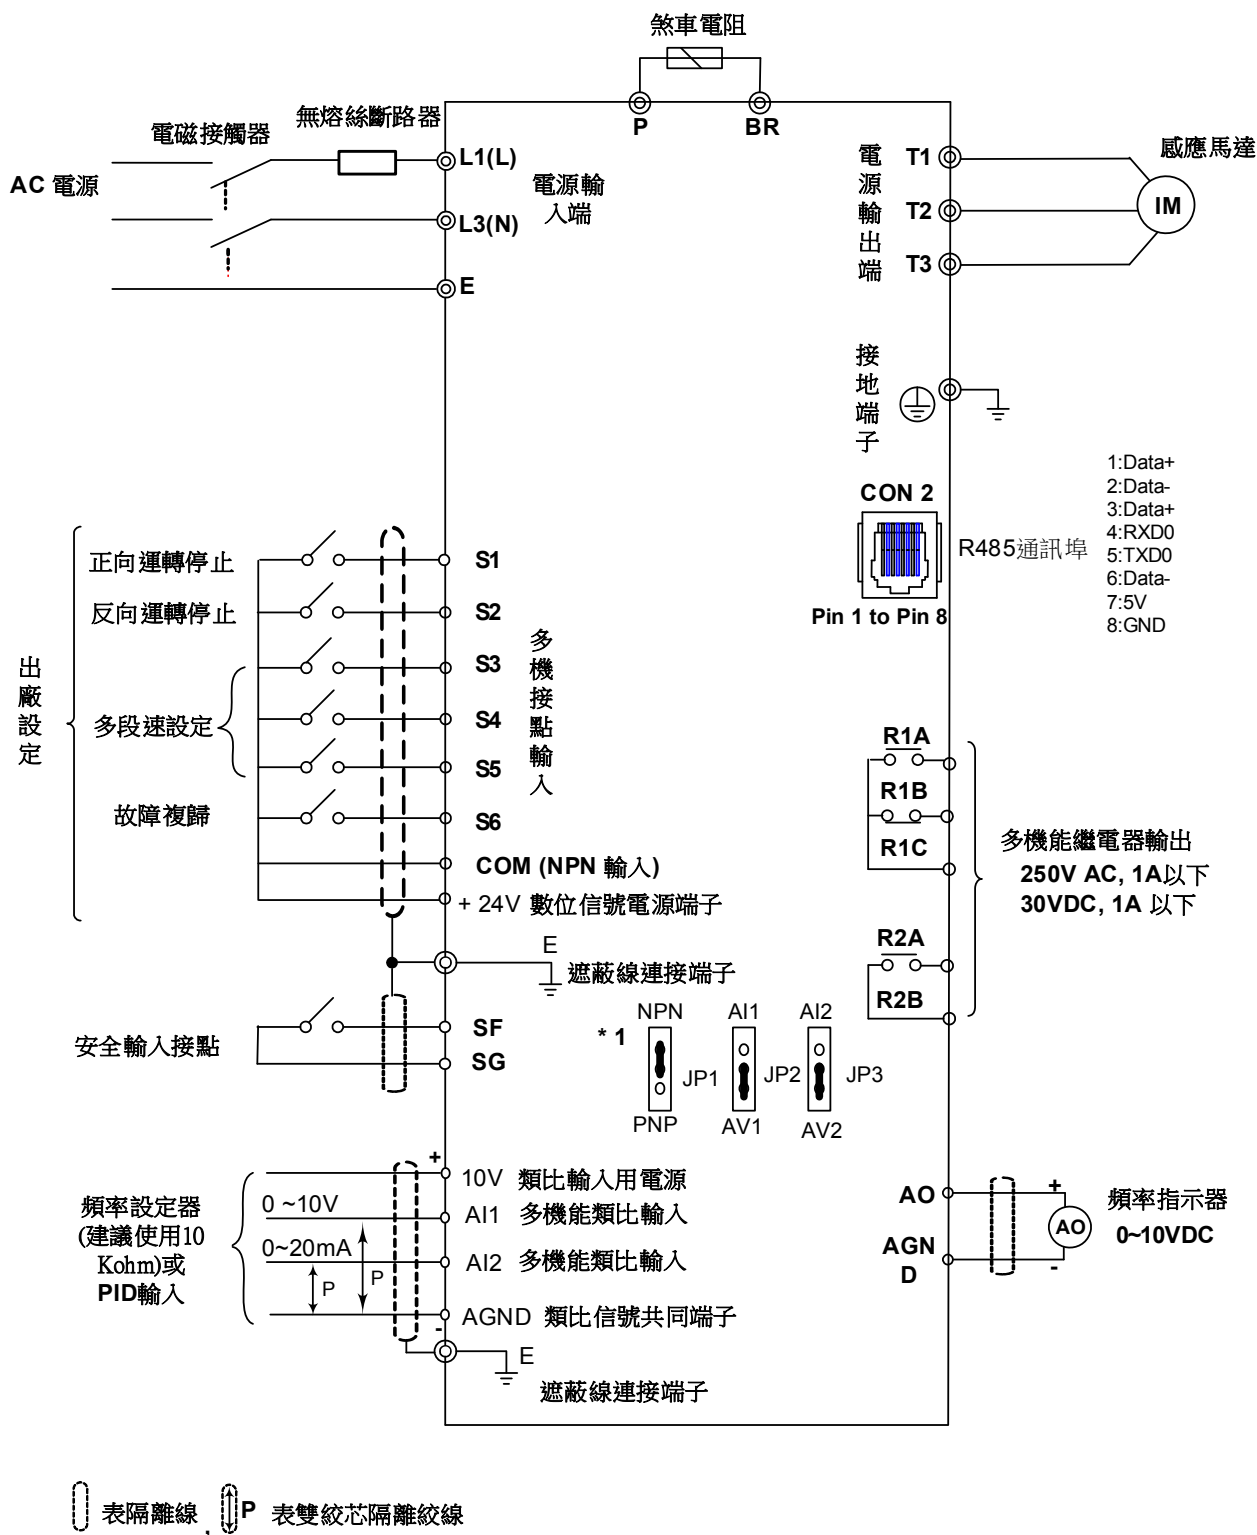 煞車電阻
P
BR
無熔絲斷路器
電磁接觸器
AC 電源
L1(L)
L3(N)
E
電源輸
入端
電源輸出端
T1
T2
T3
感應馬達
IM
接地端子
CON 2
Pin 1 to Pin 8
R485通訊埠
1:Data+
2:Data-
3:Data+
4:RXD0
5:TXD0
6:Data-
7:5V
8:GND
出廠設定
正向運轉停止
反向運轉停止
多段速設定
故障複歸
S1
S2
S3
S4
S5
S6
多機接點輸入
COM (NPN 輸入)
+ 24V 數位信號電源端子
E
遮蔽線連接端子
R1A
R1B
R1C
R2A
R2B
多機能繼電器輸出
250V AC, 1A以下
30VDC, 1A 以下
安全輸入接點
SF
SG
* 1
NPN
JP1
PNP
AI1
JP2
AV1
AI2
JP3
AV2
頻率設定器
(建議使用10
Kohm)或
PID輸入
0 ~10V
0~20mA
P
P
+
10V 類比輸入用電源
AI1 多機能類比輸入
AI2 多機能類比輸入
AGND 類比信號共同端子
-
E
遮蔽線連接端子
AO
AGN
D
+
AO
-
頻率指示器
0~10VDC
表隔離線 , P 表雙絞芯隔離絞線